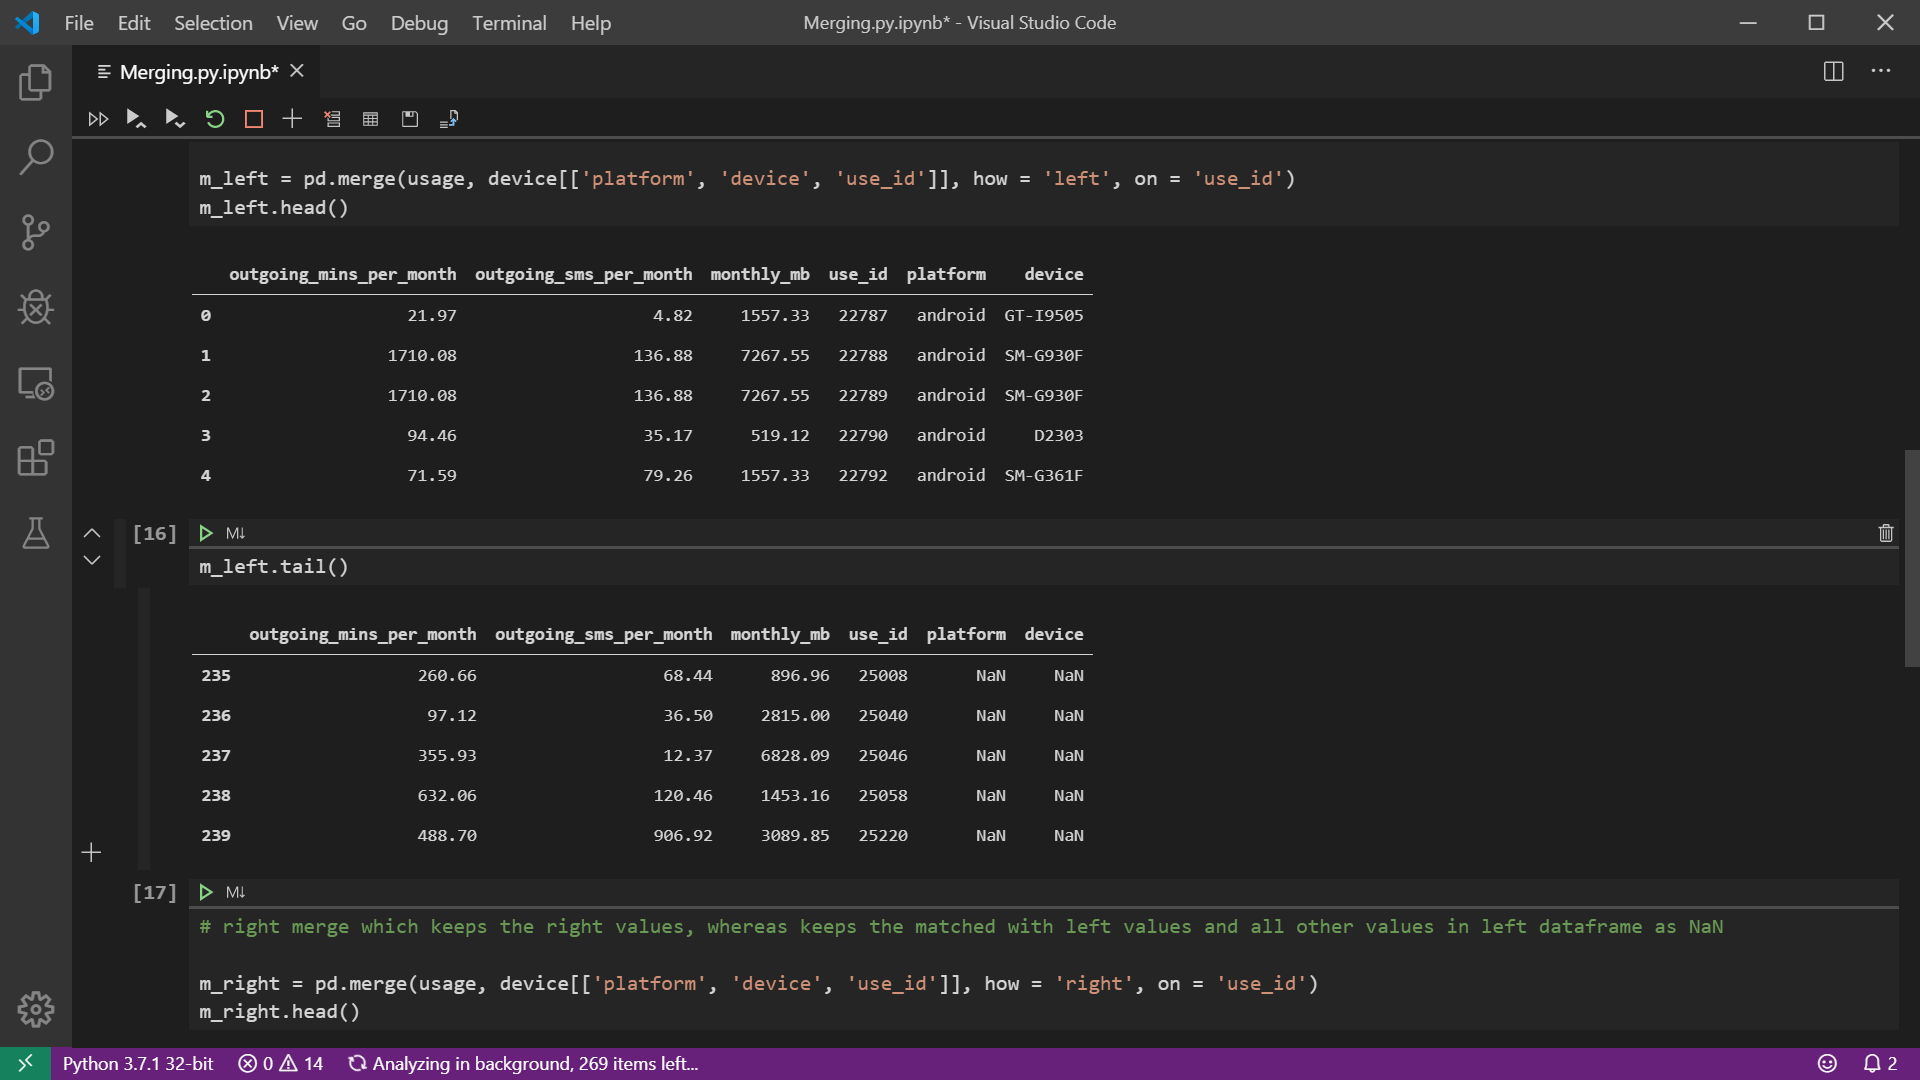 File Edit Selection View Go Debug Terminal Help Merging.py.ipynb* - Visual Studio Code
Merging.py.ipynb*
m_left = pd.merge(usage, device[['platform', 'device', 'use_id']], how = 'left', on = 'use_id')
m_left.head()
outgoing_mins_per_month outgoing_sms_per_month monthly_mb use_id platform device
0 21.97 4.82 1557.33 22787 android GT-I9505
1 1710.08 136.88 7267.55 22788 android SM-G930F
2 1710.08 136.88 7267.55 22789 android SM-G930F
3 94.46 35.17 519.12 22790 android D2303
4 71.59 79.26 1557.33 22792 android SM-G361F
[16] M↓
m_left.tail()
outgoing_mins_per_month outgoing_sms_per_month monthly_mb use_id platform device
235 260.66 68.44 896.96 25008 NaN NaN
236 97.12 36.50 2815.00 25040 NaN NaN
237 355.93 12.37 6828.09 25046 NaN NaN
238 632.06 120.46 1453.16 25058 NaN NaN
239 488.70 906.92 3089.85 25220 NaN NaN
[17] M↓
# right merge which keeps the right values, whereas keeps the matched with left values and all other values in left dataframe as NaN
m_right = pd.merge(usage, device[['platform', 'device', 'use_id']], how = 'right', on = 'use_id')
m_right.head()
Python 3.7.1 32-bit 0 14 Analyzing in background, 269 items left... 2